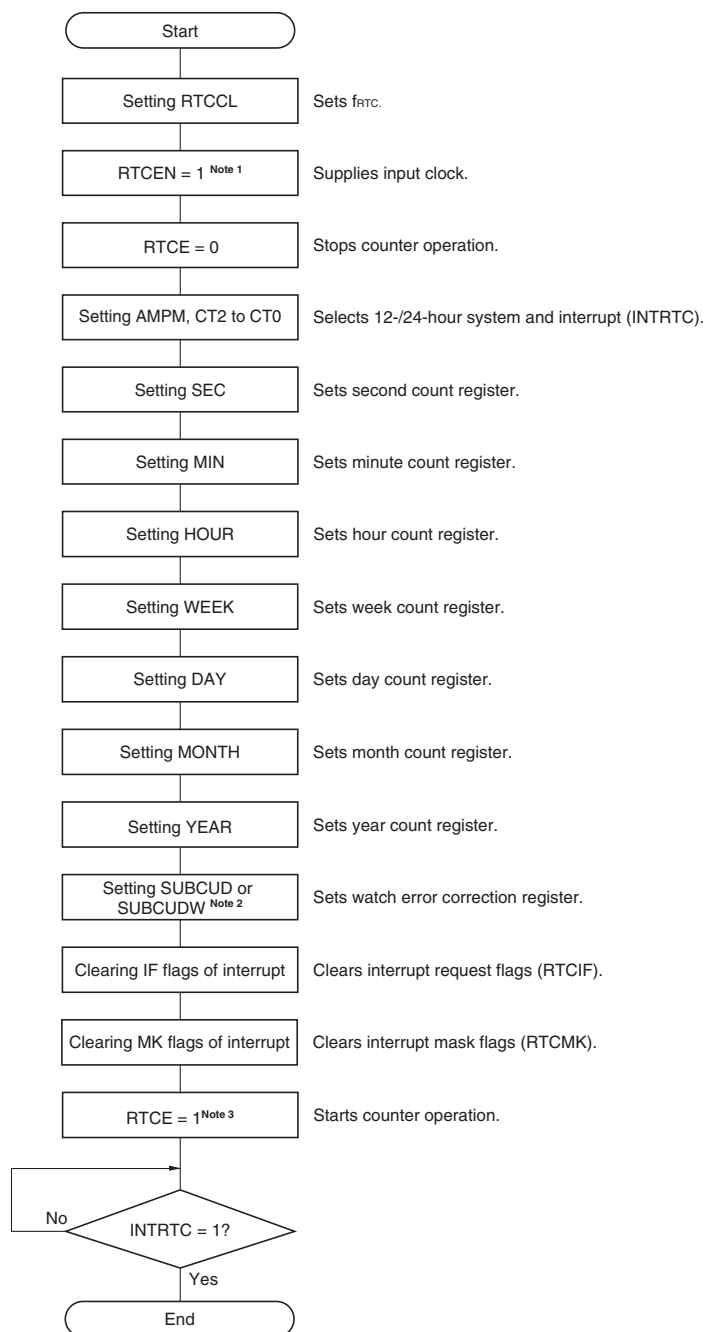 Start
Setting RTCCL
Sets fRTC.
RTCEN = 1 Note 1
Supplies input clock.
RTCE = 0
Stops counter operation.
Setting AMPM, CT2 to CT0
Selects 12-/24-hour system and interrupt (INTRTC).
Setting SEC
Sets second count register.
Setting MIN
Sets minute count register.
Setting HOUR
Sets hour count register.
Setting WEEK
Sets week count register.
Setting DAY
Sets day count register.
Setting MONTH
Sets month count register.
Setting YEAR
Sets year count register.
Setting SUBCUD or
SUBCUDW Note 2
Sets watch error correction register.
Clearing IF flags of interrupt
Clears interrupt request flags (RTCIF).
Clearing MK flags of interrupt
Clears interrupt mask flags (RTCMK).
RTCE = 1Note 3
Starts counter operation.
No
INTRTC = 1?
Yes
End